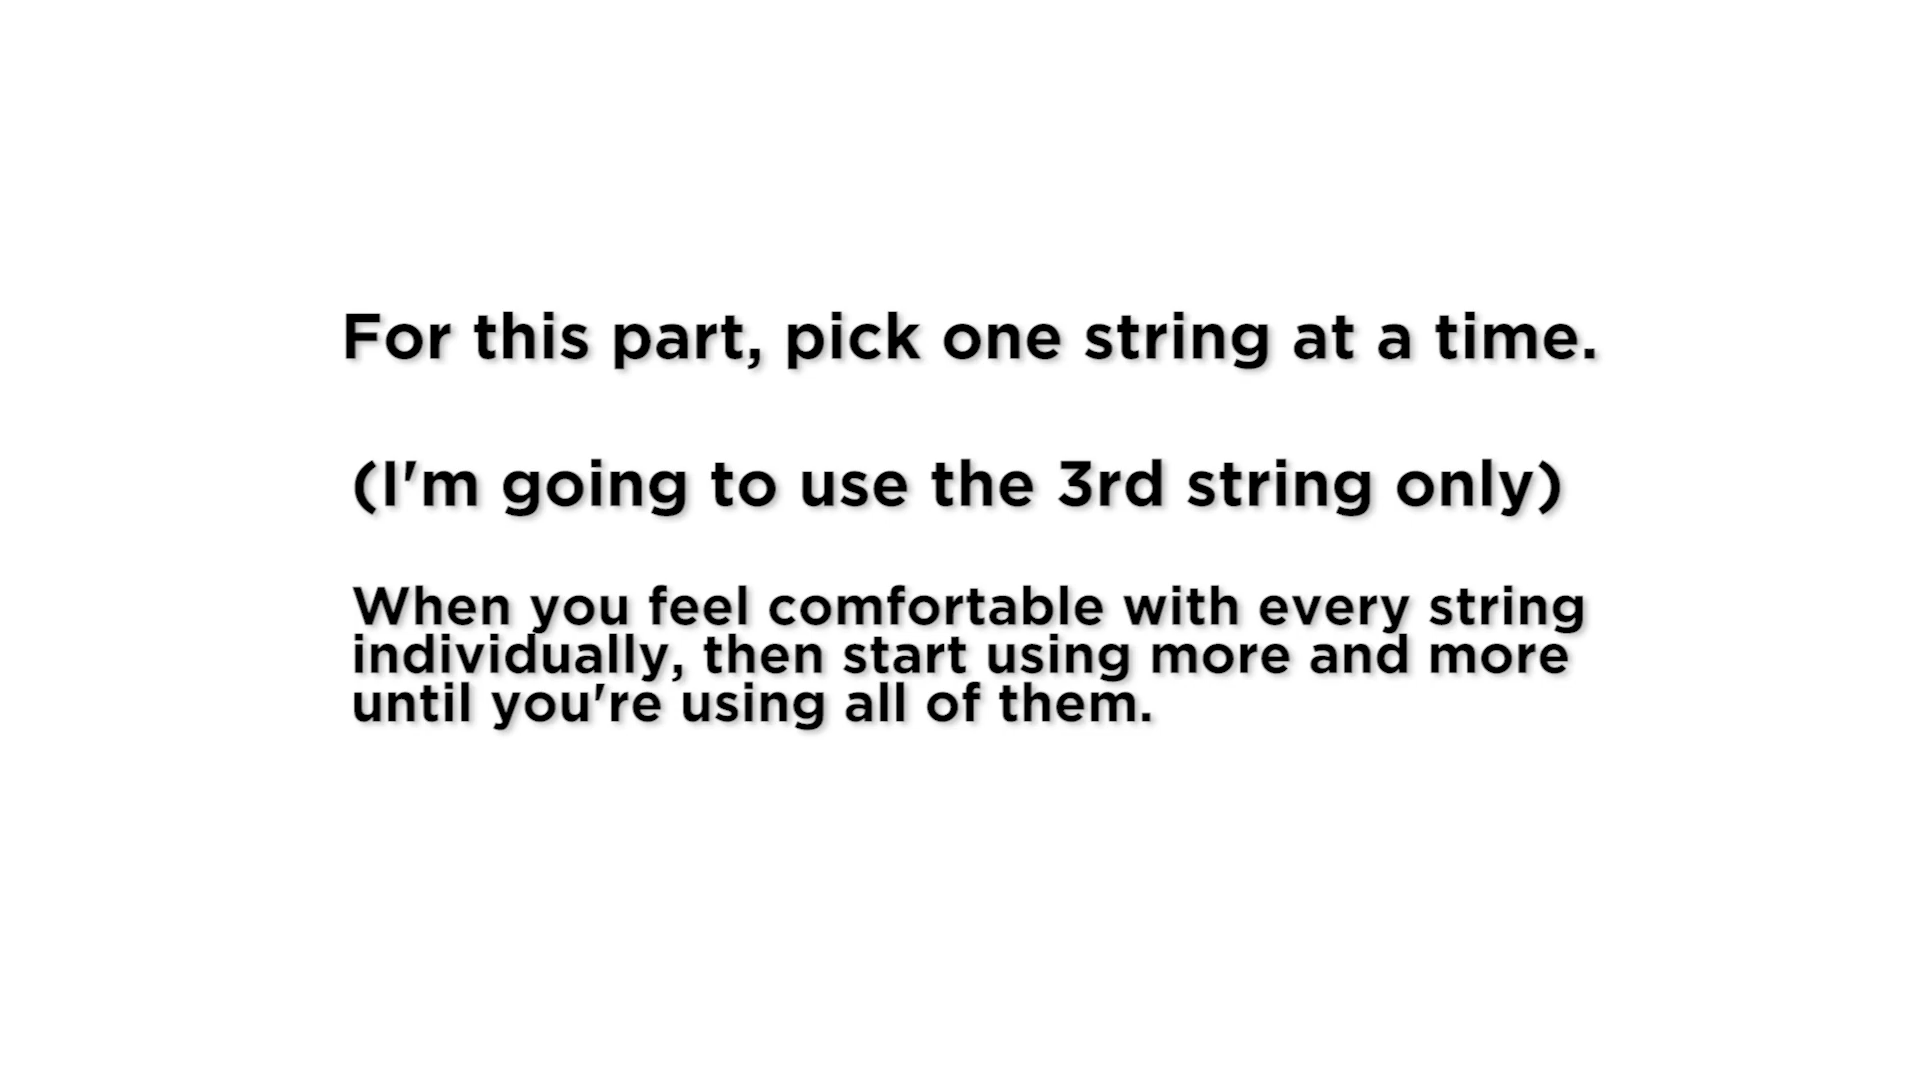 For this part, pick one string at a time.
(I'm going to use the 3rd string only)
When you feel comfortable with every string
individually, then start using more and more
until you're using all of them.